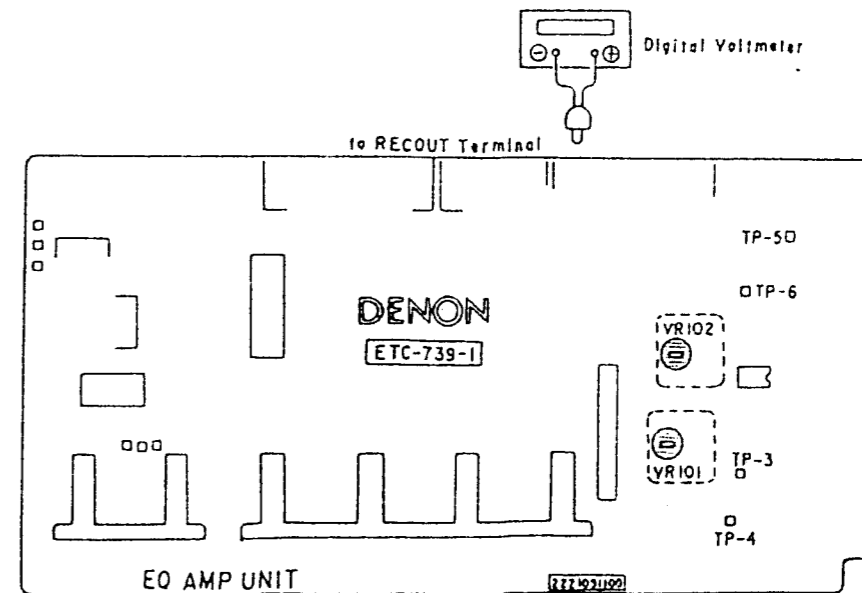 ⊖ ⊕ Digital Voltmeter
to RECOUT Terminal
TP-5
TP-6
DENON
VR102
ETC-739-1
VR101
TP-3
TP-4
EQ AMP UNIT